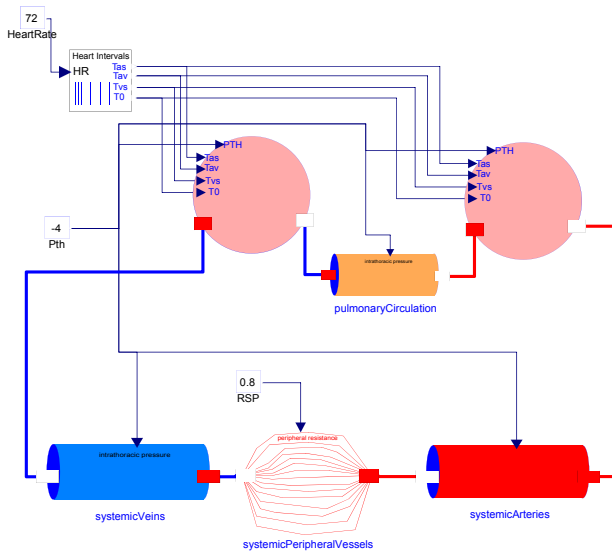 72
HeartRate
Heart Intervals
HR
Tas
Tav
Tvs
T0
PTH
Tas
Tav
Tvs
T0
PTH
Tas
Tav
Tvs
T0
-4
Pth
intrathoracic pressure
pulmonaryCirculation
0.8
RSP
intrathoracic pressure
systemicVeins
peripheral resistance
systemicPeripheralVessels
systemicArteries